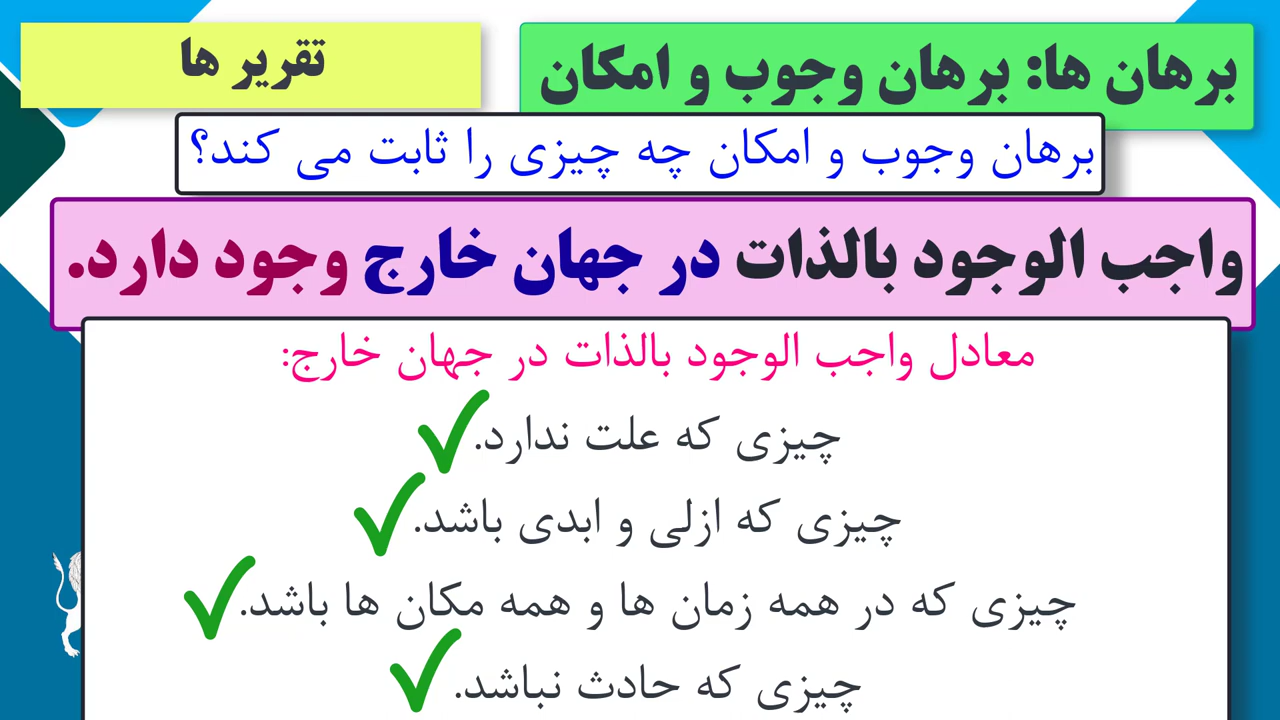 برهان ها: برهان وجوب و امکان
تقریر ها
برهان وجوب و امکان چه چیزی را ثابت می کند؟
واجب الوجود بالذات در جهان خارج وجود دارد.
معادل واجب الوجود بالذات در جهان خارج:
چیزی که علت ندارد.
چیزی که ازلی و ابدی باشد.
چیزی که در همه زمان ها و همه مکان ها باشد.
چیزی که حادث نباشد.